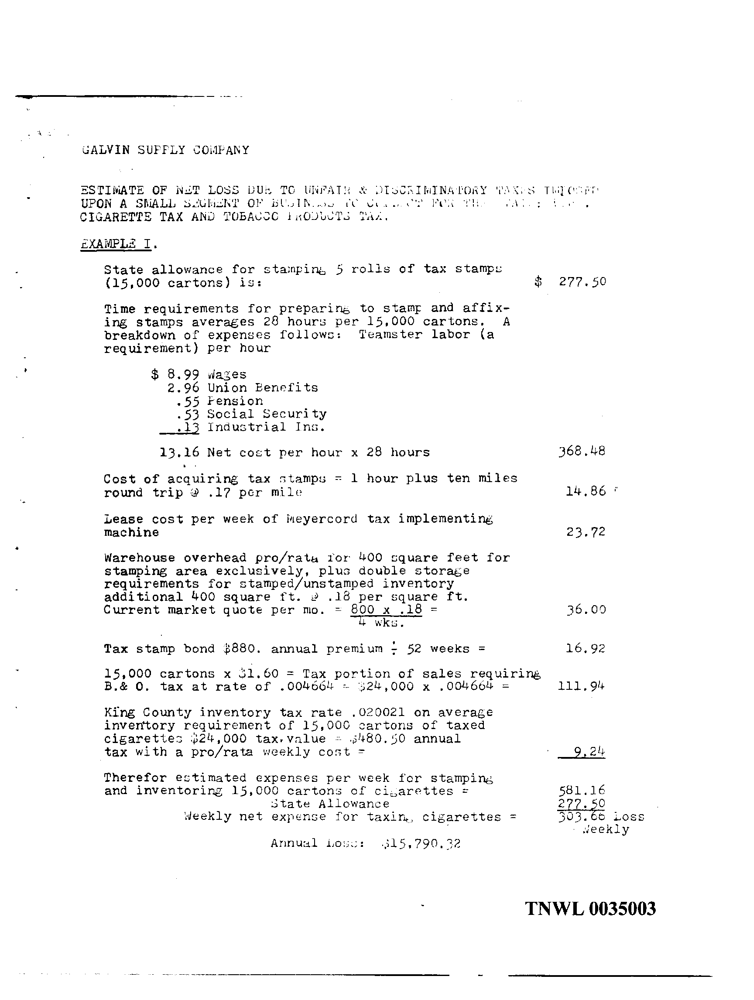 GALVIN SUPPLY COMPANY
ESTIMATE OF NET LOSS DUE TO UNFAIR & DISCRIMINATORY TAXES IMPOSED
UPON A SMALL SEGMENT OF BUSINESS TO COLLECT FOR THE
CIGARETTE TAX AND TOBACCO PRODUCTS TAX.
EXAMPLE I.
State allowance for stamping 5 rolls of tax stamps
(15,000 cartons) is: $ 277.50
Time requirements for preparing to stamp and affix-
ing stamps averages 28 hours per 15,000 cartons. A
breakdown of expenses follows: Teamster labor (a
requirement) per hour
$ 8.99 Wages
2.96 Union Benefits
.55 Pension
.53 Social Security
.13 Industrial Ins.
13.16 Net cost per hour x 28 hours 368.48
Cost of acquiring tax stamps = 1 hour plus ten miles
round trip @ .17 per mile 14.86
Lease cost per week of Meyercord tax implementing
machine 23.72
Warehouse overhead pro/rata for 400 square feet for
stamping area exclusively, plus double storage
requirements for stamped/unstamped inventory
additional 400 square ft. @ .18 per square ft.
Current market quote per mo. = 800 x .18 = 36.00
4 wks.
Tax stamp bond $880. annual premium ÷ 52 weeks = 16.92
15,000 cartons x $1.60 = Tax portion of sales requiring
B.& O. tax at rate of .004664 = $24,000 x .004664 = 111.94
King County inventory tax rate .020021 on average
inventory requirement of 15,000 cartons of taxed
cigarettes $24,000 tax value = $480.50 annual
tax with a pro/rata weekly cost = 9.24
Therefor estimated expenses per week for stamping
and inventoring 15,000 cartons of cigarettes = 581.16
State Allowance 277.50
Weekly net expense for taxing cigarettes = 303.66 Loss
Weekly
Annual Loss: $15,790.32
TNWL 0035003